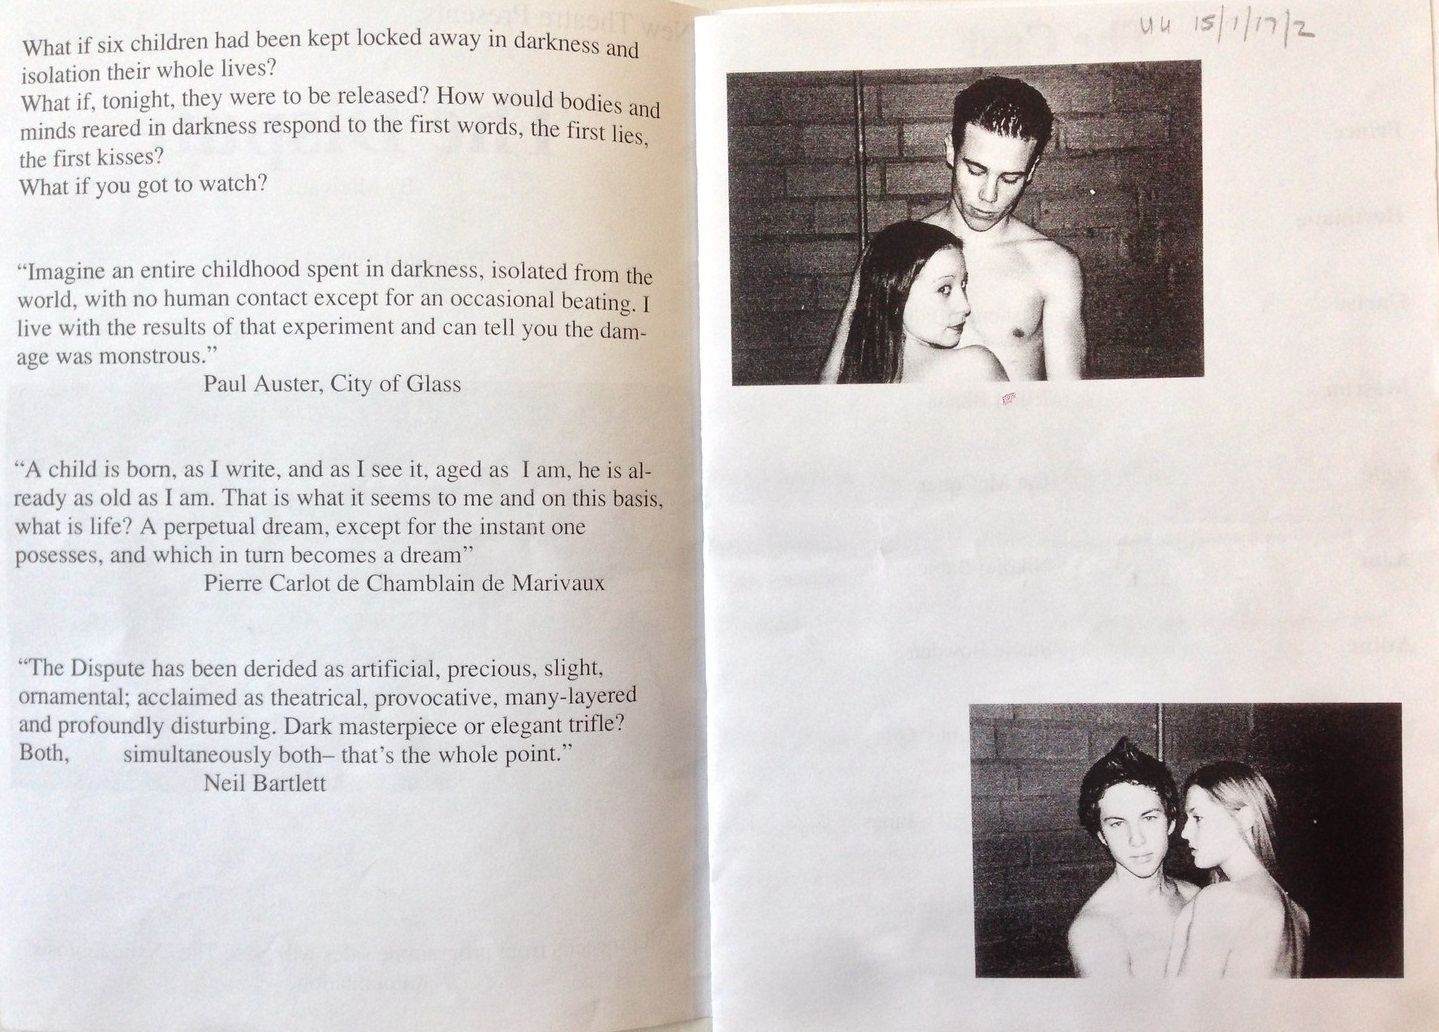 What if six children had been kept locked away in darkness and
isolation their whole lives?
What if, tonight, they were to be released? How would bodies and
minds reared in darkness respond to the first words, the first lies,
the first kisses?
What if you got to watch?
“Imagine an entire childhood spent in darkness, isolated from the
world, with no human contact except for an occasional beating. I
live with the results of that experiment and can tell you the dam-
age was monstrous.”
Paul Auster, City of Glass
“A child is born, as I write, and as I see it, aged as I am, he is al-
ready as old as I am. That is what it seems to me and on this basis,
what is life? A perpetual dream, except for the instant one
posesses, and which in turn becomes a dream”
Pierre Carlot de Chamblain de Marivaux
“The Dispute has been derided as artificial, precious, slight,
ornamental; acclaimed as theatrical, provocative, many-layered
and profoundly disturbing. Dark masterpiece or elegant trifle?
Both, simultaneously both– that’s the whole point.”
Neil Bartlett
UU 15/1/17/2